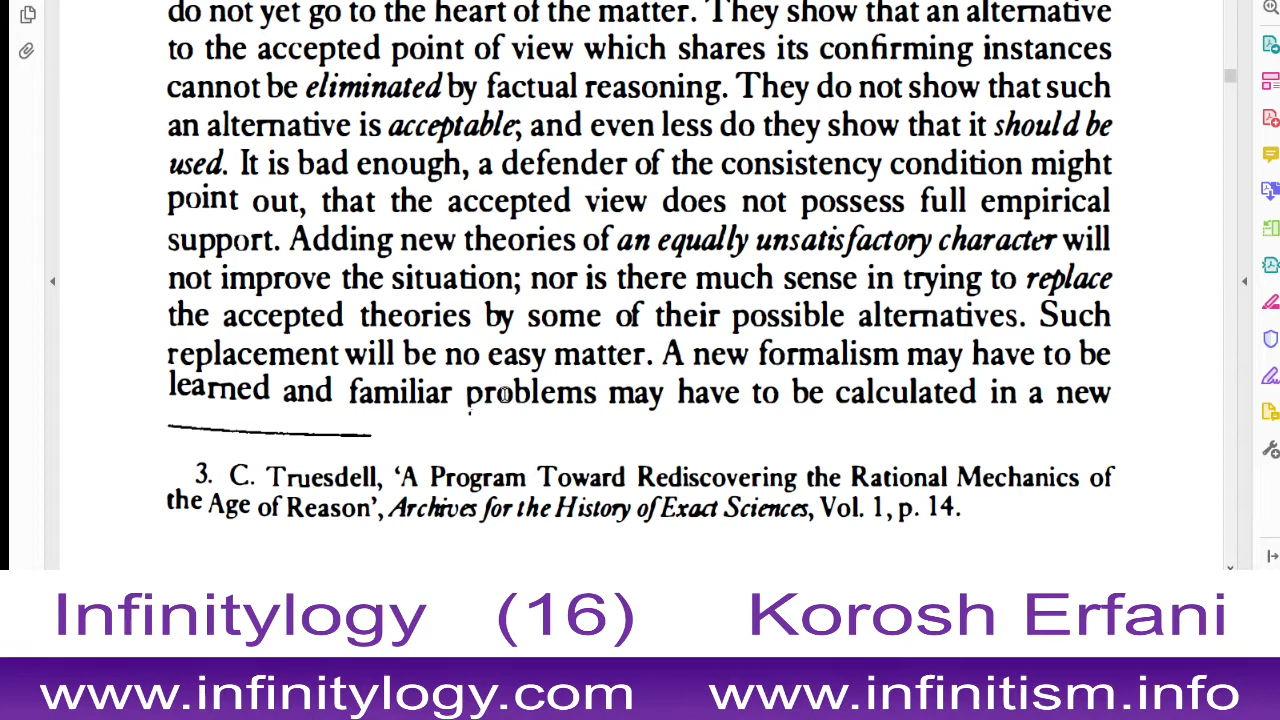 do not yet go to the heart of the matter. They show that an alternative
to the accepted point of view which shares its confirming instances
cannot be eliminated by factual reasoning. They do not show that such
an alternative is acceptable; and even less do they show that it should be
used. It is bad enough, a defender of the consistency condition might
point out, that the accepted view does not possess full empirical
support. Adding new theories of an equally unsatisfactory character will
not improve the situation; nor is there much sense in trying to replace
the accepted theories by some of their possible alternatives. Such
replacement will be no easy matter. A new formalism may have to be
learned and familiar problems may have to be calculated in a new
3. C. Truesdell, 'A Program Toward Rediscovering the Rational Mechanics of
the Age of Reason', Archives for the History of Exact Sciences, Vol. 1, p. 14.
Infinitylogy (16) Korosh Erfani
www.infinitylogy.com www.infinitism.info